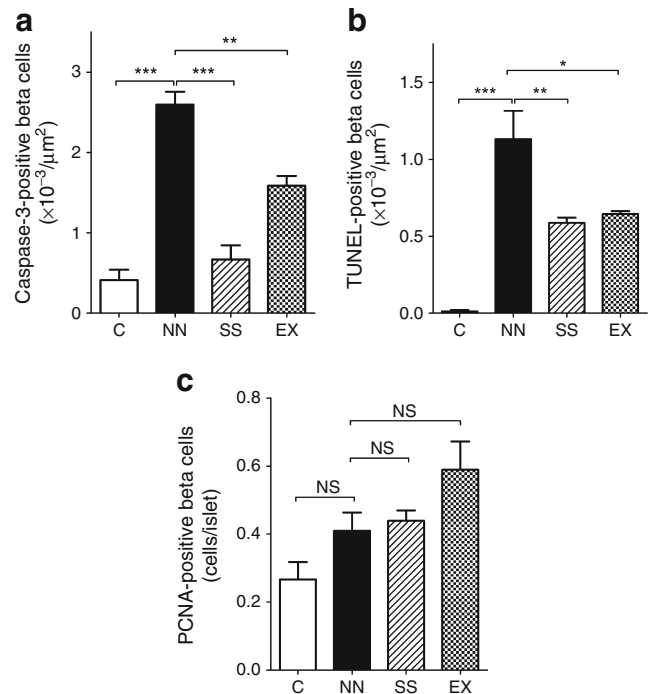 a
Caspase-3-positive beta cells
(×10⁻³/μm²)
3
2
1
0
***
***
**
C NN SS EX
b
TUNEL-positive beta cells
(×10⁻³/μm²)
1.5
1.0
0.5
0.0
***
**
*
C NN SS EX
c
PCNA-positive beta cells
(cells/islet)
0.8
0.6
0.4
0.2
0.0
NS
NS
NS
C NN SS EX